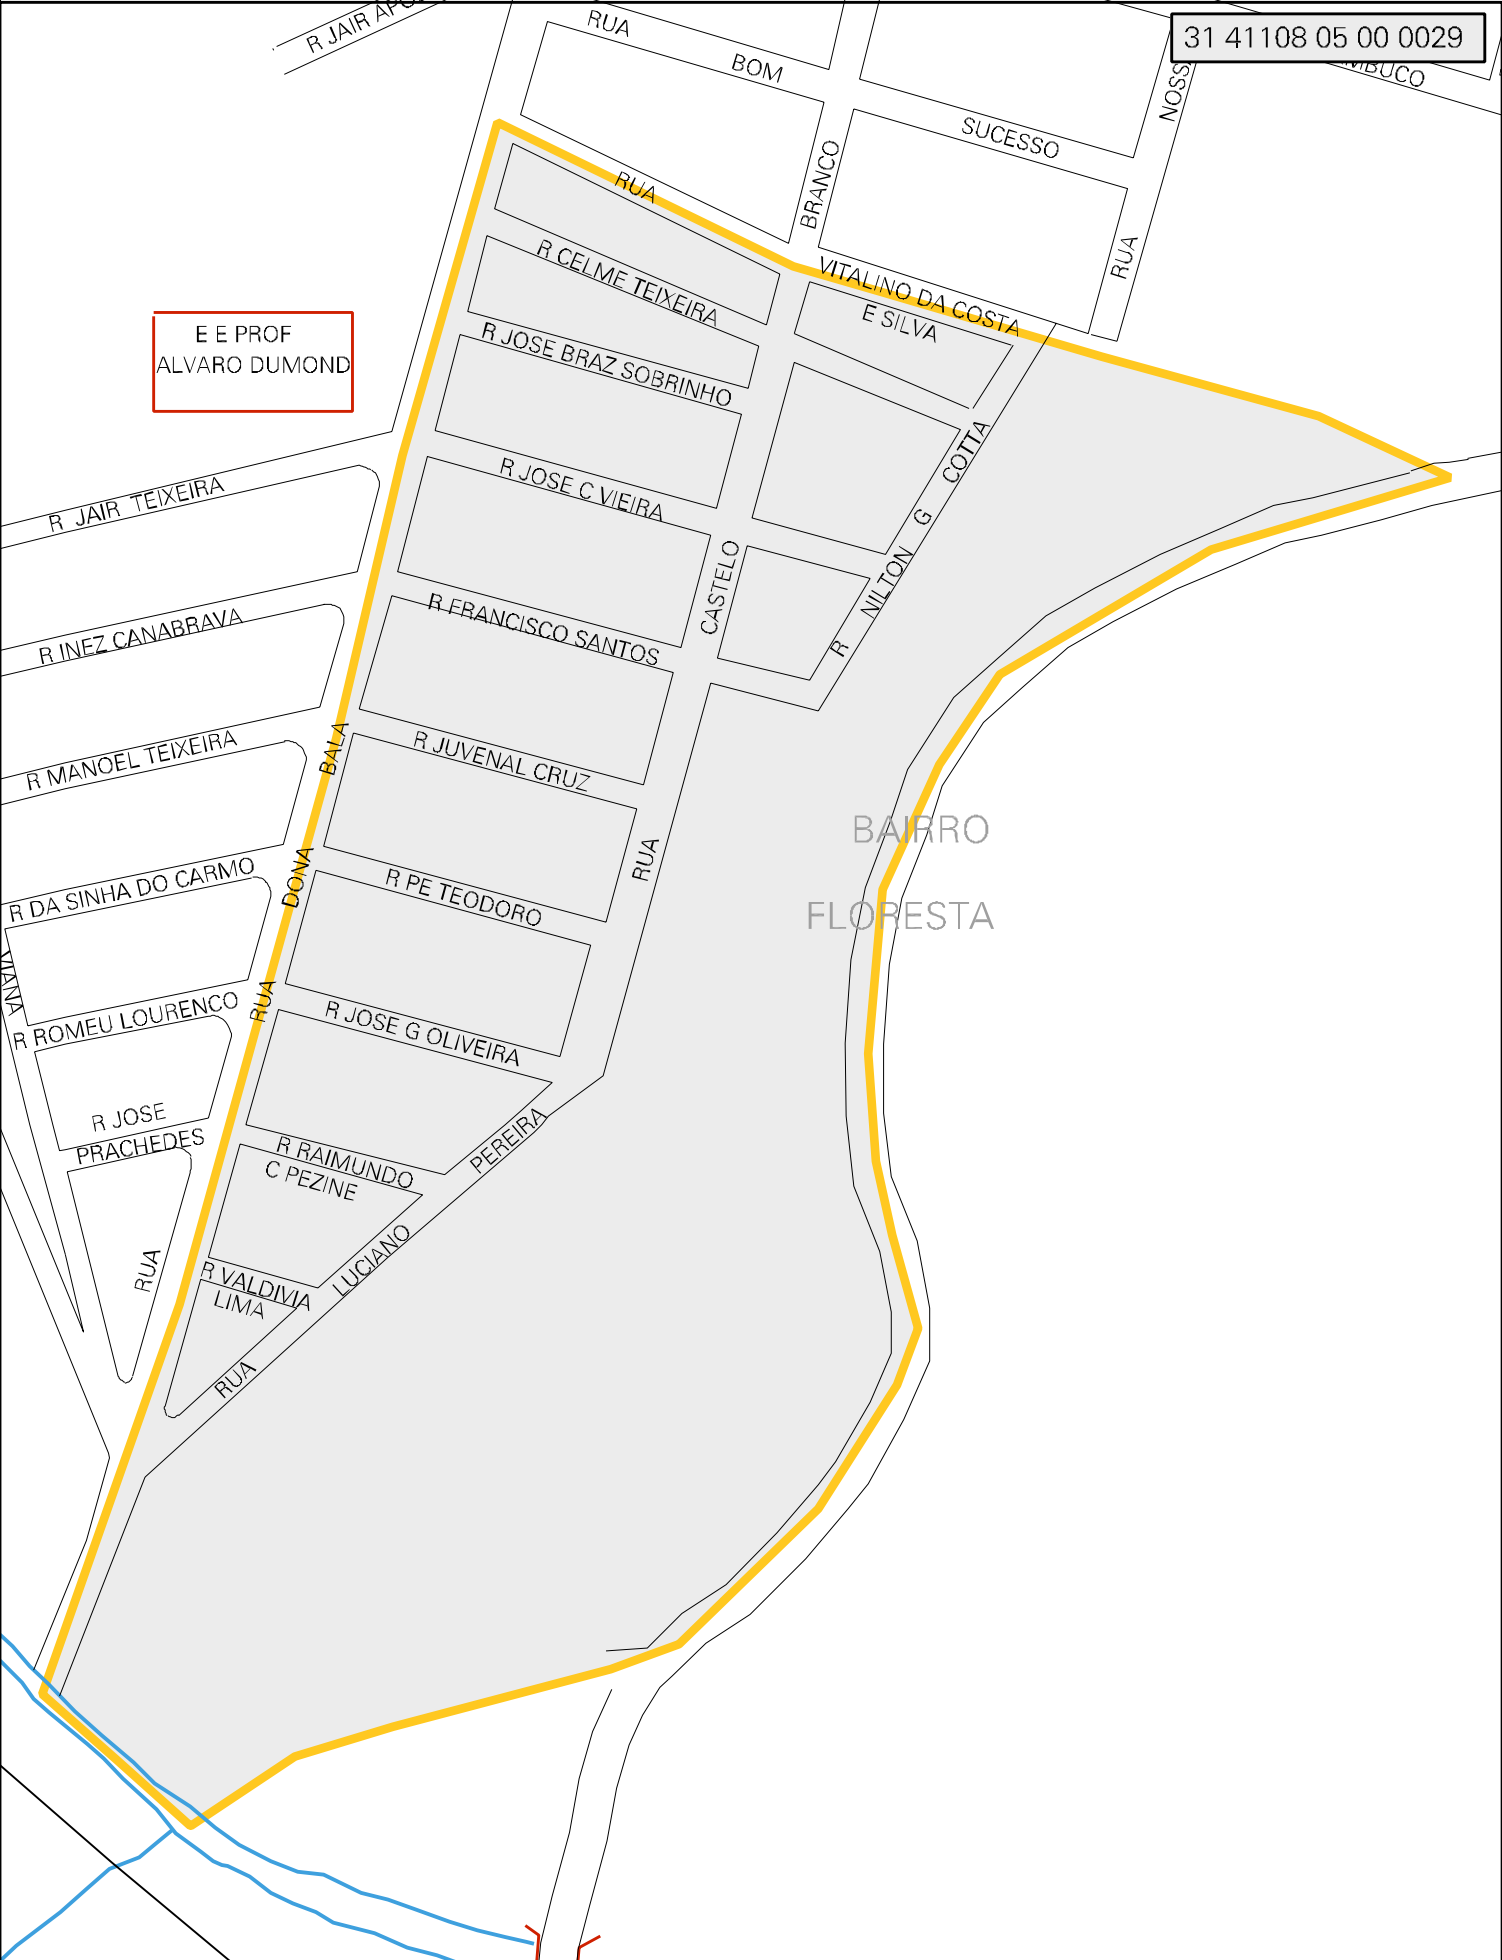 R JAIR
RUA
BOM
SUCESSO
31 41108 05 00 0029
BUCO
BRANCO
RUA
RUA
VITALINO DA COSTA
E SILVA
R CELME TEIXEIRA
E E PROF
ALVARO DUMOND
R JOSE BRAZ SOBRINHO
R JAIR TEIXEIRA
R JOSE C VIEIRA
R NILTON G COTTA
CASTELO
R INEZ CANABRAVA
R FRANCISCO SANTOS
R MANOEL TEIXEIRA
BALA
R JUVENAL CRUZ
BAIRRO
FLORESTA
RUA
DONA
R DA SINHA DO CARMO
R PE TEODORO
VIANA
R ROMEU LOURENCO
RUA
R JOSE G OLIVEIRA
R JOSE
PRACHEDES
R RAIMUNDO
C PEZINE
PEREIRA
LUCIANO
RUA
R VALDIVIA
LIMA
RUA